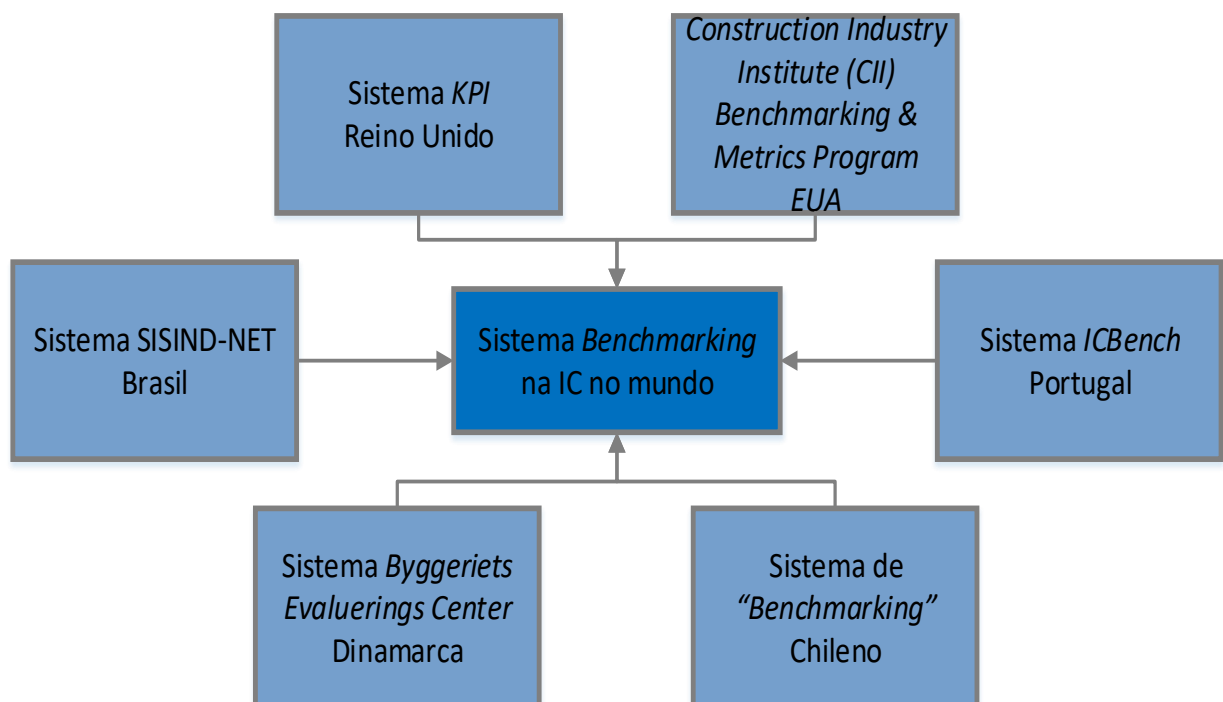 Sistema KPI
Reino Unido
Construction Industry
Institute (CII)
Benchmarking &
Metrics Program
EUA
Sistema SISIND-NET
Brasil
Sistema Benchmarking
na IC no mundo
Sistema ICBench
Portugal
Sistema Byggeriets
Evaluerings Center
Dinamarca
Sistema de
“Benchmarking”
Chileno